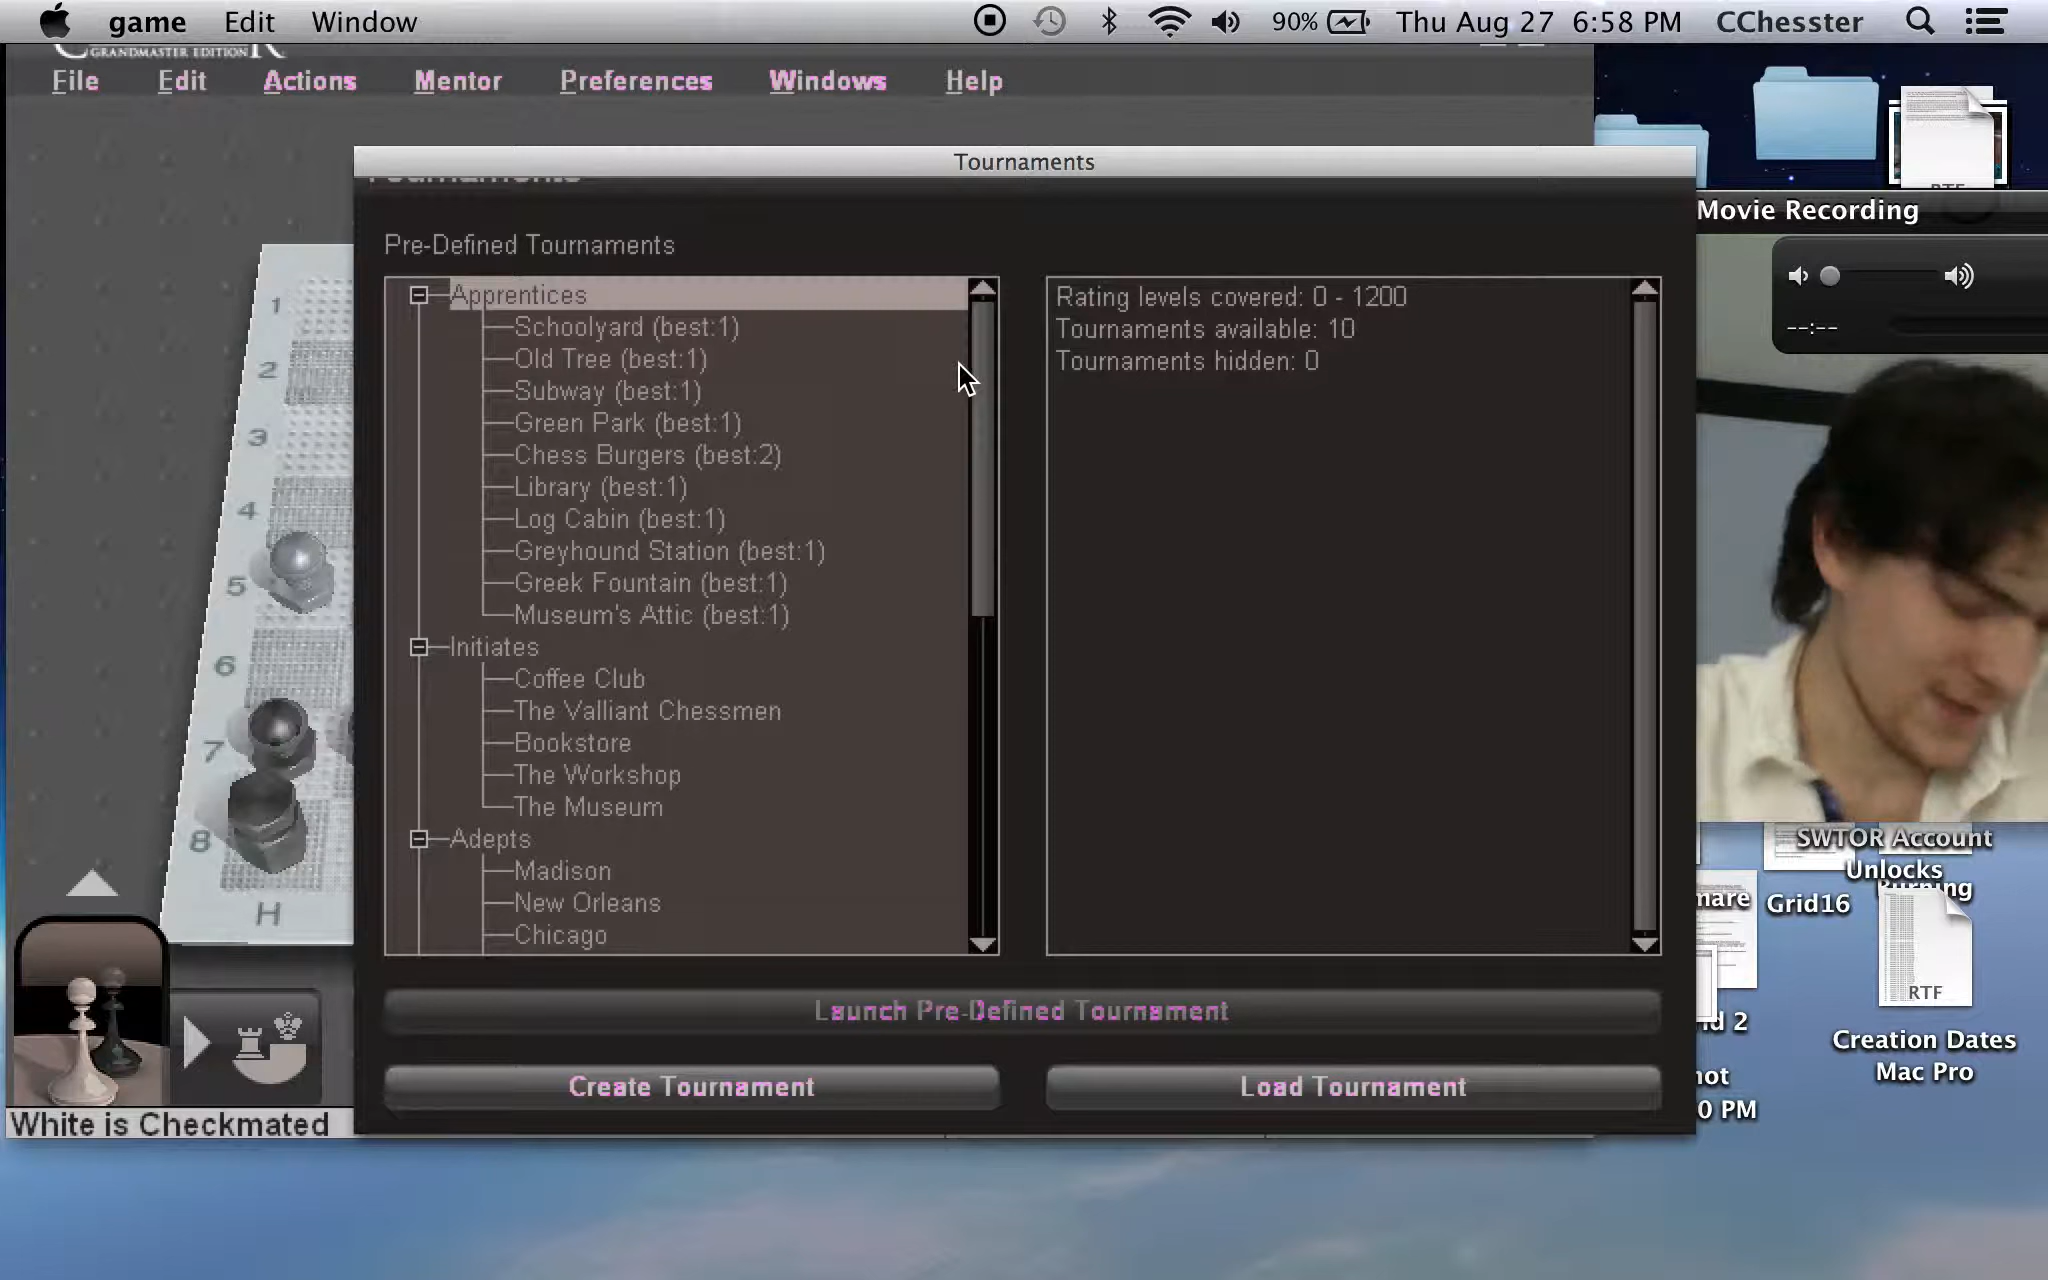 game Edit Window 90% Thu Aug 27 6:58 PM CChesster
GRANDMASTER EDITION
File Edit Actions Mentor Preferences Windows Help
Tournaments
Movie Recording
--:--
Pre-Defined Tournaments
Apprentices
Schoolyard (best:1)
Old Tree (best:1)
Subway (best:1)
Green Park (best:1)
Chess Burgers (best:2)
Library (best:1)
Log Cabin (best:1)
Greyhound Station (best:1)
Greek Fountain (best:1)
Museum's Attic (best:1)
Initiates
Coffee Club
The Valliant Chessmen
Bookstore
The Workshop
The Museum
Adepts
Madison
New Orleans
Chicago
Rating levels covered: 0 - 1200
Tournaments available: 10
Tournaments hidden: 0
Launch Pre-Defined Tournament
Create Tournament
Load Tournament
1
2
3
4
5
6
7
8
H
White is Checkmated
SWTOR Account
Unlocks
Grid16
RTF
Creation Dates
Mac Pro
0 PM